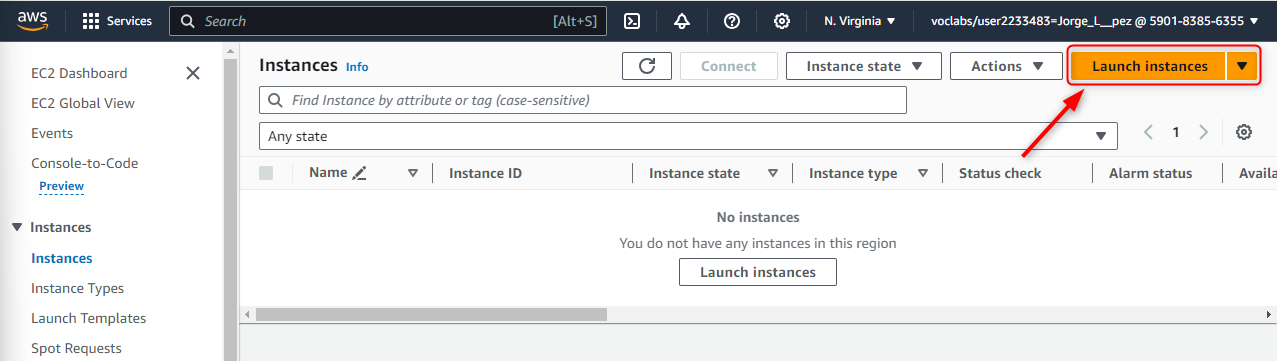 aws Services Search [Alt+S] N. Virginia voclabs/user2233483=Jorge_L__pez @ 5901-8385-6355
EC2 Dashboard
EC2 Global View
Events
Console-to-Code
Preview
Instances
Instances
Instance Types
Launch Templates
Spot Requests
Instances Info Connect Instance state Actions Launch instances
Find Instance by attribute or tag (case-sensitive)
Any state 1
Name Instance ID Instance state Instance type Status check Alarm status Availa
No instances
You do not have any instances in this region
Launch instances